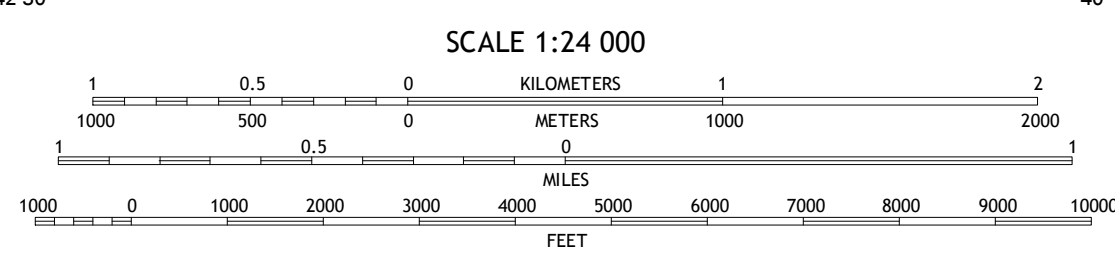 SCALE 1:24 000
1 0.5 0 KILOMETERS 1 2
1000 500 0 METERS 1000 2000
1 0.5 0 1
MILES
1000 0 1000 2000 3000 4000 5000 6000 7000 8000 9000 10000
FEET